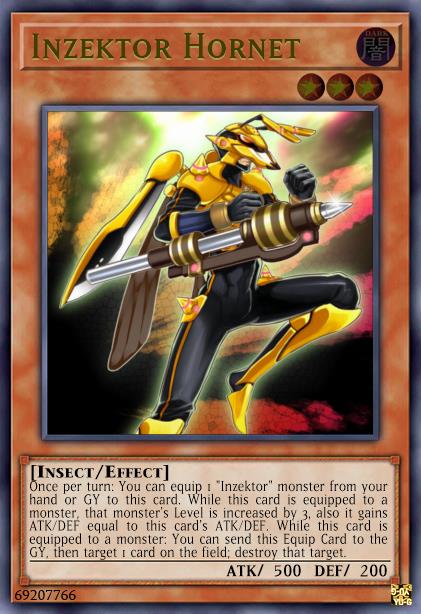 INZEKTOR HORNET
DARK
闇
[INSECT/EFFECT]
Once per turn: You can equip 1 "Inzektor" monster from your
hand or GY to this card. While this card is equipped to a
monster, that monster's Level is increased by 3, also it gains
ATK/DEF equal to this card's ATK/DEF. While this card is
equipped to a monster: You can send this Equip Card to the
GY, then target 1 card on the field; destroy that target.
ATK/ 500 DEF/ 200
69207766